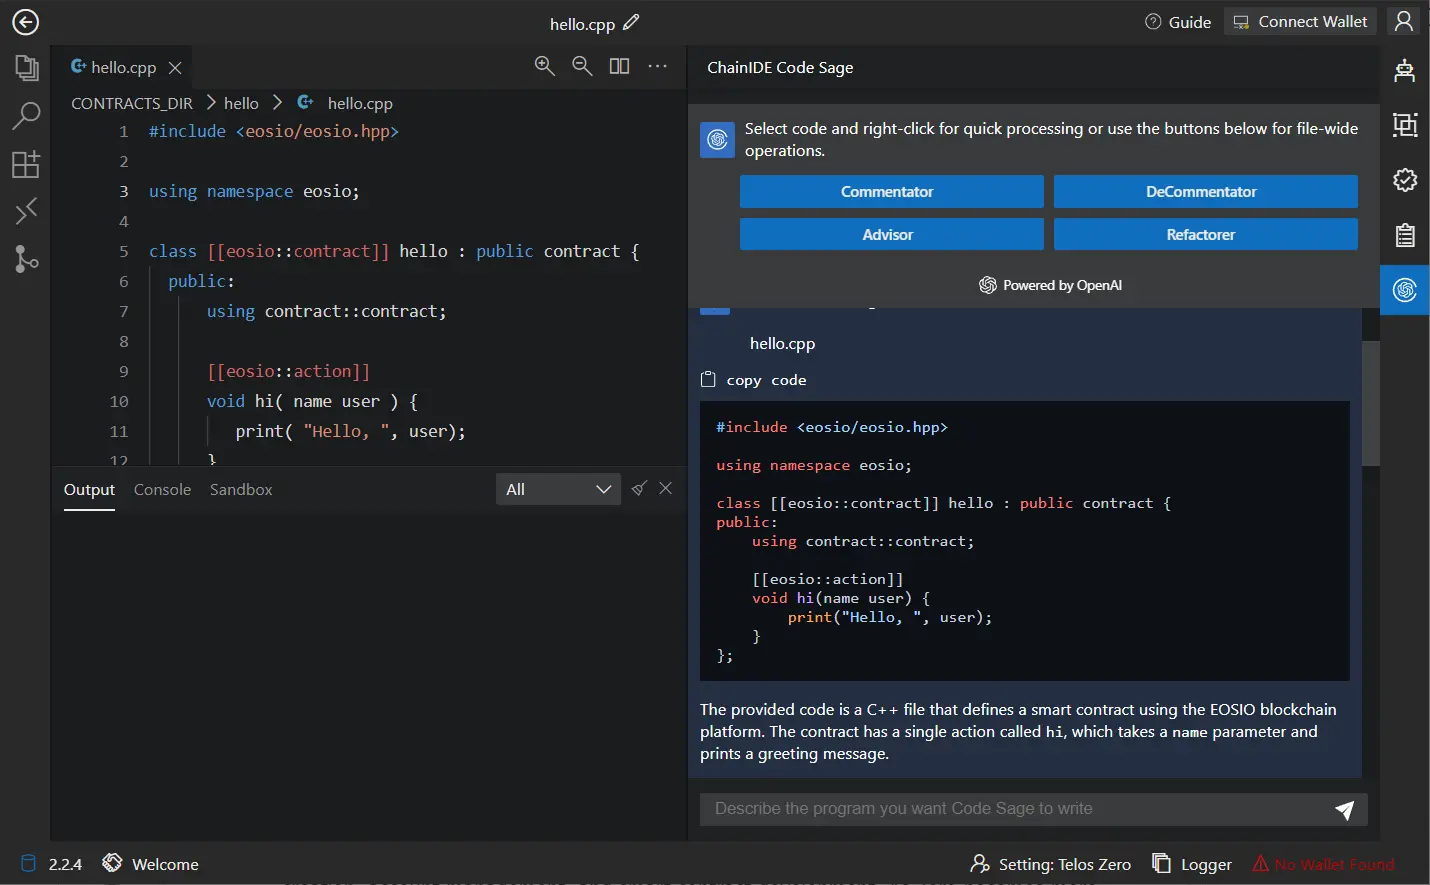 hello.cpp
Guide
Connect Wallet
hello.cpp
CONTRACTS_DIR > hello > hello.cpp
1 #include <eosio/eosio.hpp>
2
3 using namespace eosio;
4
5 class [[eosio::contract]] hello : public contract {
6 public:
7 using contract::contract;
8
9 [[eosio::action]]
10 void hi( name user ) {
11 print( "Hello, ", user);
12 }
Output Console Sandbox
All
ChainIDE Code Sage
Select code and right-click for quick processing or use the buttons below for file-wide
operations.
Commentator DeCommentator
Advisor Refactorer
Powered by OpenAI
hello.cpp
copy code
#include <eosio/eosio.hpp>
using namespace eosio;
class [[eosio::contract]] hello : public contract {
public:
using contract::contract;
[[eosio::action]]
void hi(name user) {
print("Hello, ", user);
}
};
The provided code is a C++ file that defines a smart contract using the EOSIO blockchain
platform. The contract has a single action called hi, which takes a name parameter and
prints a greeting message.
Describe the program you want Code Sage to write
2.2.4 Welcome
Setting: Telos Zero Logger No Wallet Found